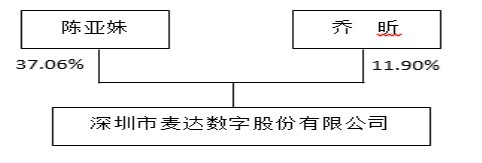 陈亚妹 乔 昕
37.06% 11.90%
深圳市麦达数字股份有限公司